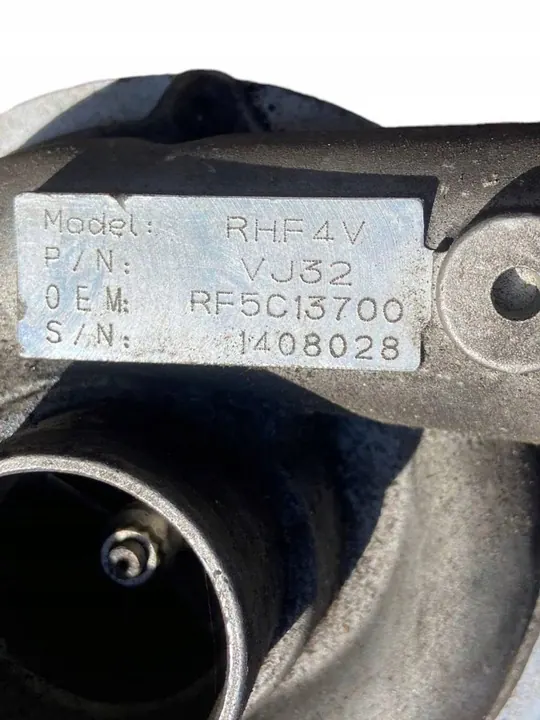 Model: RHF4V
P/N: VJ32
OEM: RF5C13700
S/N: 1408028